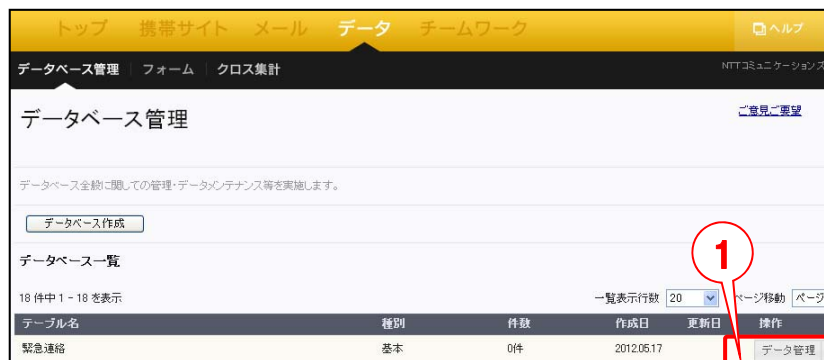 トップ 携帯サイト メール データ チームワーク ヘルプ
データベース管理 フォーム クロス集計 NTTコミュニケーションズ
データベース管理 ご意見ご要望
データベース全般に関しての管理・データメンテナンス等を実施します。
データベース作成
データベース一覧
1
18 件中 1 - 18 を表示 一覧表示行数 20 ページ移動 ページ
テーブル名 種別 件数 作成日 更新日 操作
緊急連絡 基本 0件 2012.05.17 データ管理